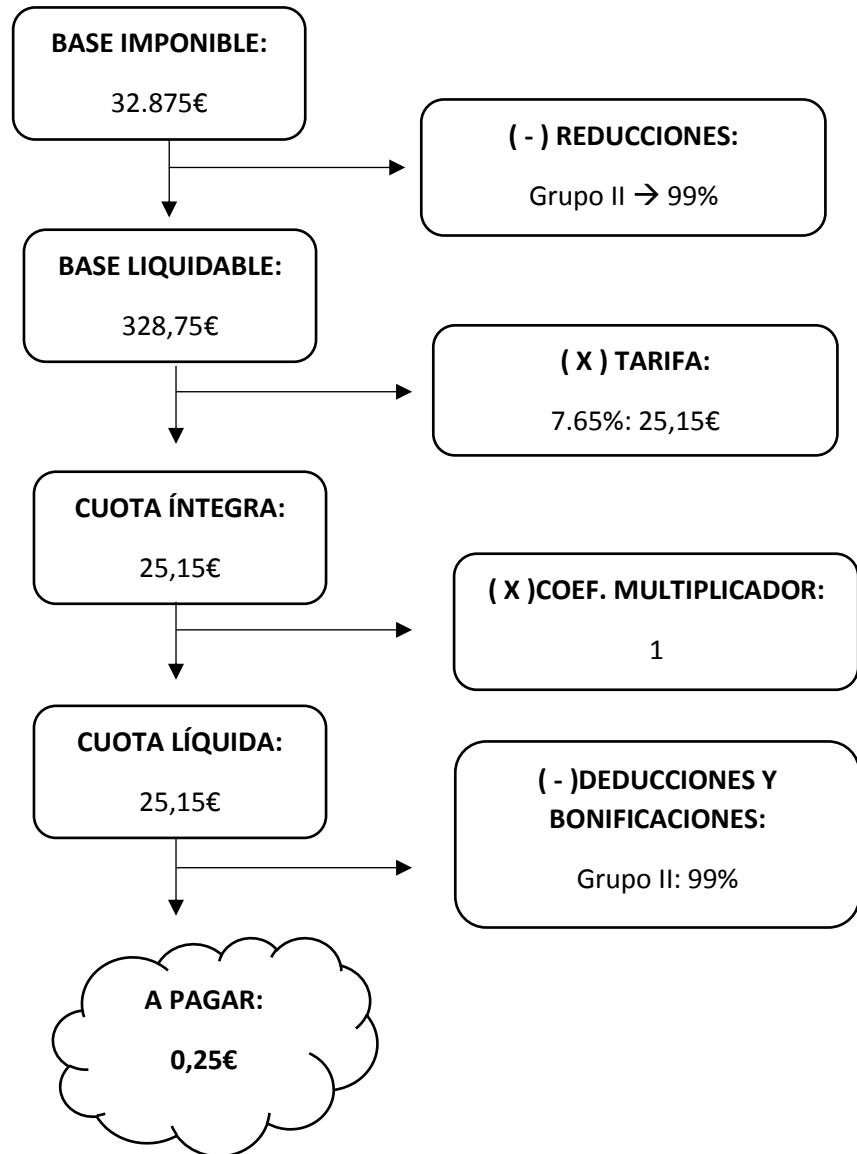 BASE IMPONIBLE:
32.875€
( - ) REDUCCIONES:
Grupo II → 99%
BASE LIQUIDABLE:
328,75€
( X ) TARIFA:
7.65%: 25,15€
CUOTA ÍNTEGRA:
25,15€
( X )COEF. MULTIPLICADOR:
1
CUOTA LÍQUIDA:
25,15€
( - )DEDUCCIONES Y
BONIFICACIONES:
Grupo II: 99%
A PAGAR:
0,25€